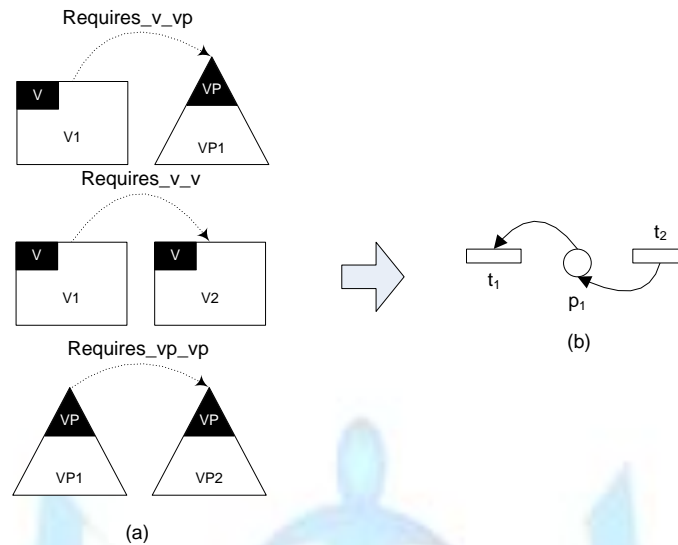 Requires_v_vp
V
V1
VP
VP1
Requires_v_v
V
V1
V
V2
Requires_vp_vp
VP
VP1
VP
VP2
(a)
t1
p1
t2
(b)